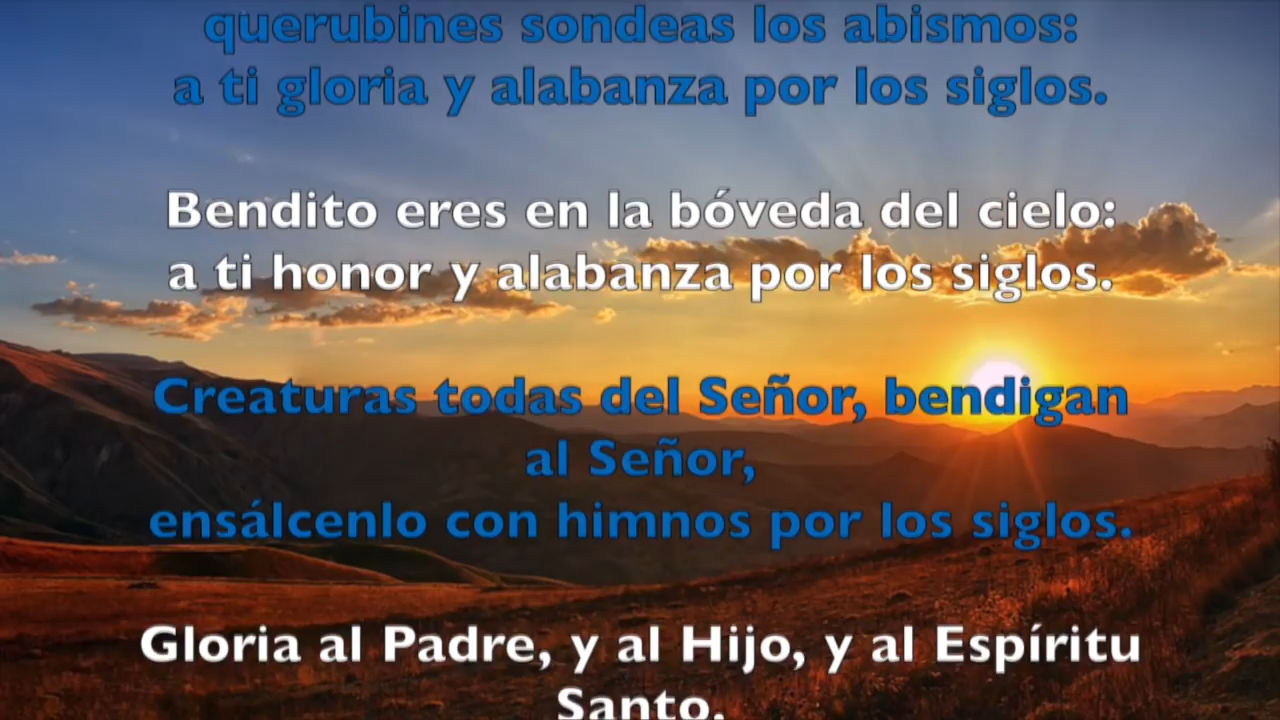 querubines sondeas los abismos:
a ti gloria y alabanza por los siglos.
Bendito eres en la bóveda del cielo:
a ti honor y alabanza por los siglos.
Creaturas todas del Señor, bendigan
al Señor,
ensálcenlo con himnos por los siglos.
Gloria al Padre, y al Hijo, y al Espíritu
Santo.